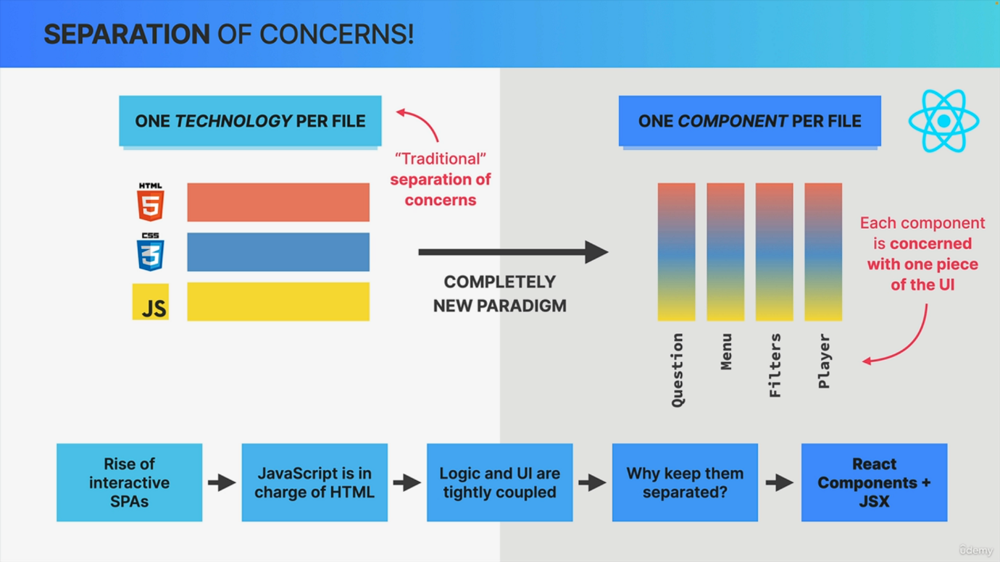 SEPARATION OF CONCERNS!
ONE TECHNOLOGY PER FILE
“Traditional”
separation of
concerns
HTML
5
CSS
3
JS
COMPLETELY
NEW PARADIGM
ONE COMPONENT PER FILE
Each component
is concerned
with one piece
of the UI
Question
Menu
Filters
Player
Rise of
interactive
SPAs
JavaScript is in
charge of HTML
Logic and UI are
tightly coupled
Why keep them
separated?
React
Components +
JSX
ûdemy